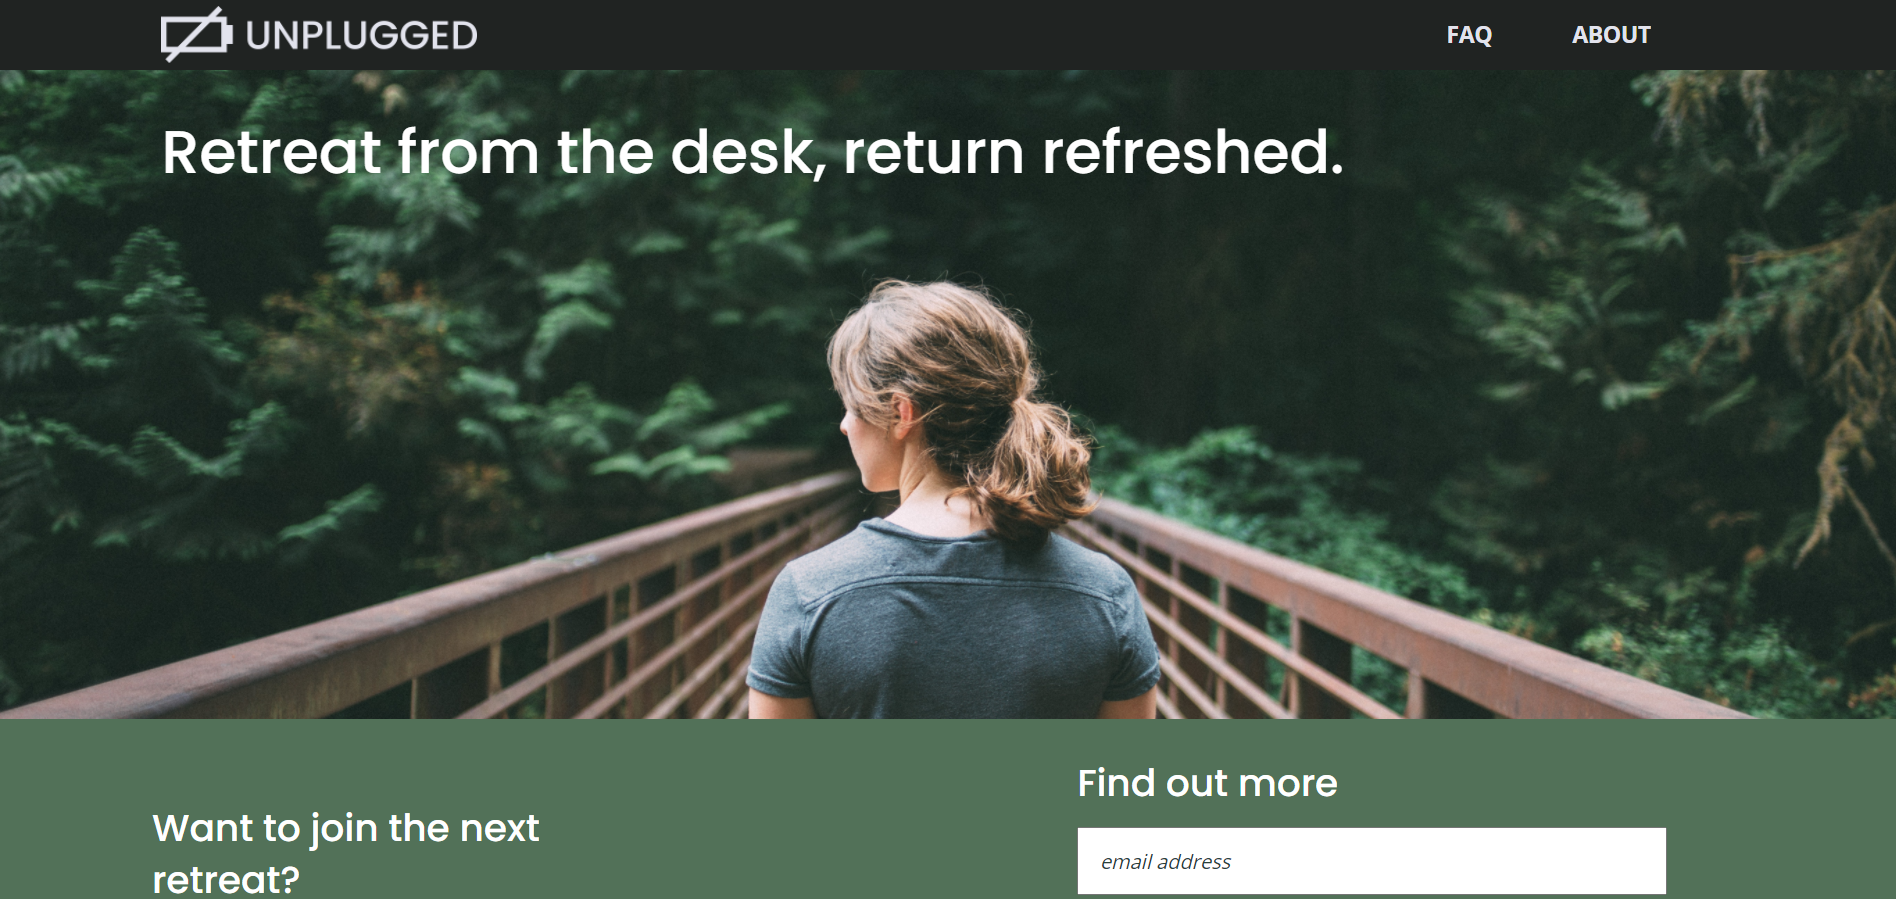 UNPLUGGED
FAQ
ABOUT
Retreat from the desk, return refreshed.
Want to join the next
retreat?
Find out more
email address